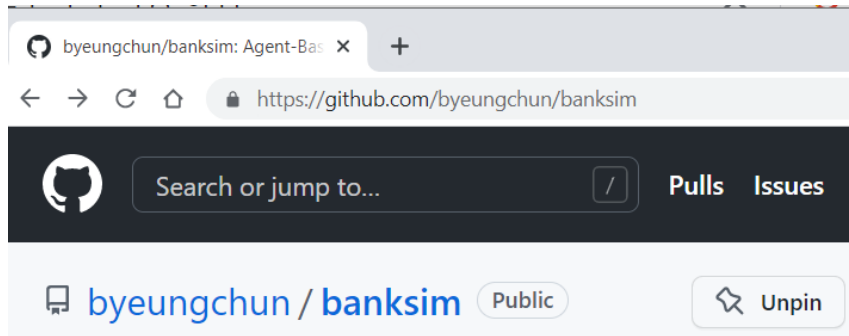 byeungchun/banksim: Agent-Bas
https://github.com/byeungchun/banksim
Search or jump to... / Pulls Issues
byeungchun / banksim Public Unpin